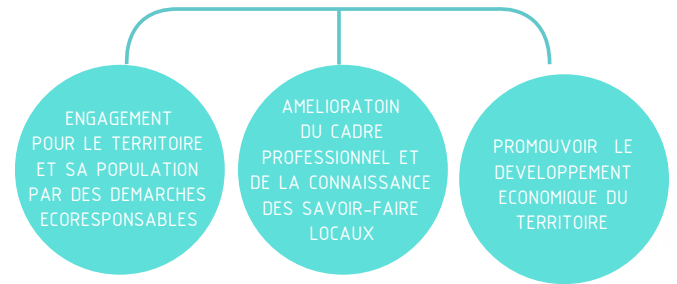 ENGAGEMENT
POUR LE TERRITOIRE
ET SA POPULATION
PAR DES DEMARCHES
ECORESPONSABLES
AMELIORATOIN
DU CADRE
PROFESSIONNEL ET
DE LA CONNAISSANCE
DES SAVOIR-FAIRE
LOCAUX
PROMOUVOIR LE
DEVELOPPEMENT
ECONOMIQUE DU
TERRITOIRE